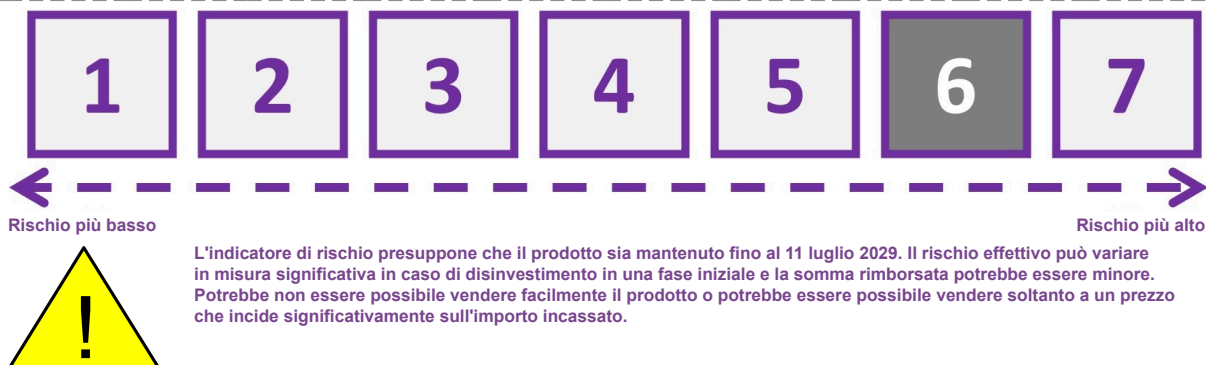 1 2 3 4 5 6 7
Rischio più basso Rischio più alto
L'indicatore di rischio presuppone che il prodotto sia mantenuto fino al 11 luglio 2029. Il rischio effettivo può variare
in misura significativa in caso di disinvestimento in una fase iniziale e la somma rimborsata potrebbe essere minore.
Potrebbe non essere possibile vendere facilmente il prodotto o potrebbe essere possibile vendere soltanto a un prezzo
che incide significativamente sull'importo incassato.
!